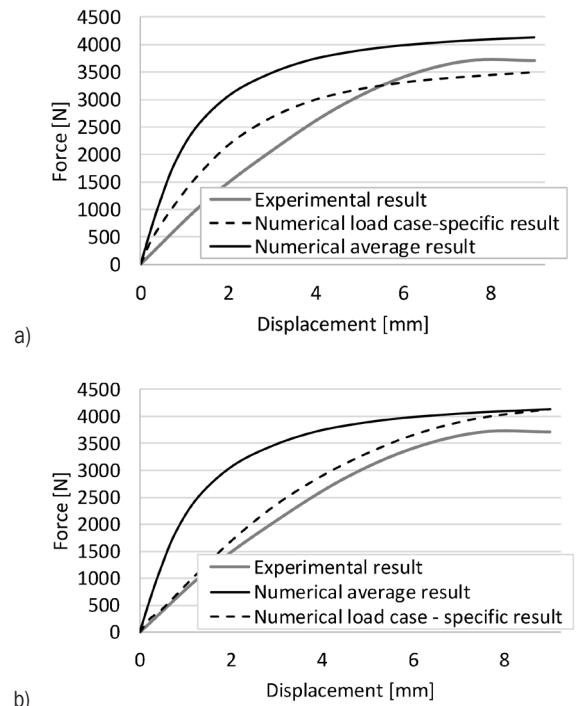 4500
4000
3500
3000
2500
2000
1500
1000
500
0
Force [N]
Experimental result
Numerical load case-specific result
Numerical average result
0 2 4 6 8
Displacement [mm]
a)
4500
4000
3500
3000
2500
2000
1500
1000
500
0
Force [N]
Experimental result
Numerical average result
Numerical load case - specific result
0 2 4 6 8
Displacement [mm]
b)